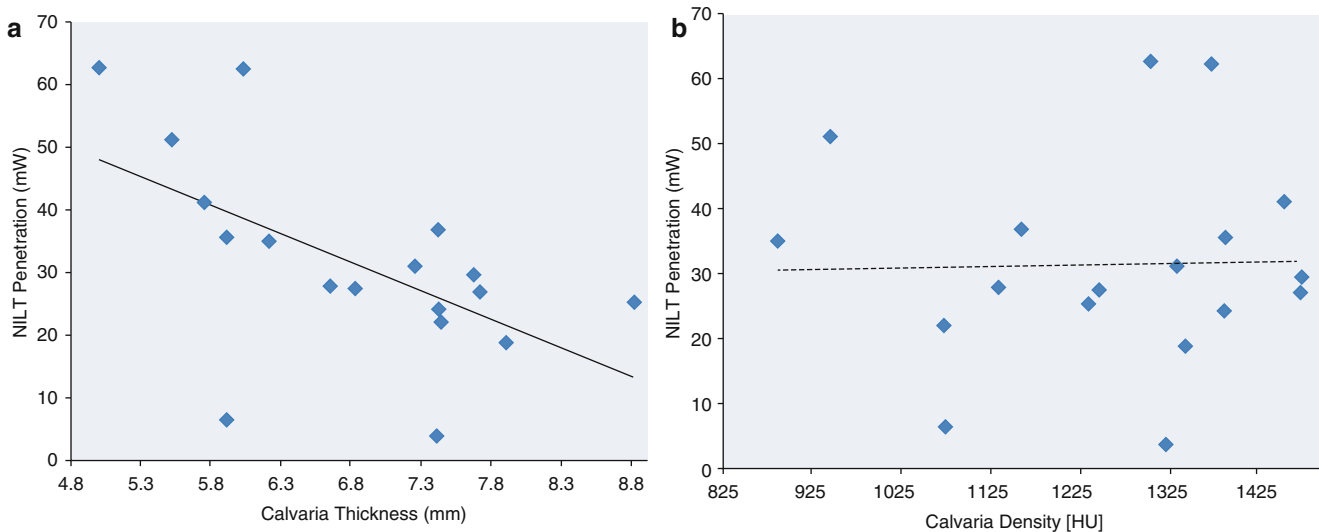 a
70
60
50
40
30
20
10
0
NILT Penetration (mW)
4.8 5.3 5.8 6.3 6.8 7.3 7.8 8.3 8.8
Calvaria Thickness (mm)
b
70
60
50
40
30
20
10
0
NILT Penetration (mW)
825 925 1025 1125 1225 1325 1425
Calvaria Density [HU]